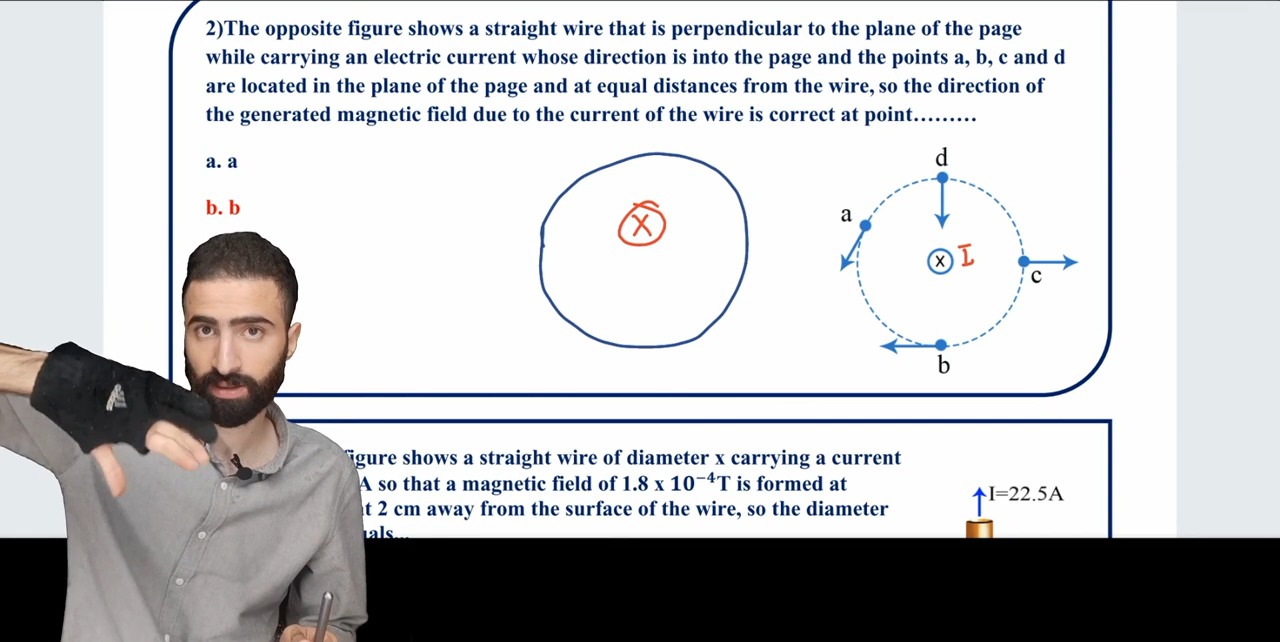 2)The opposite figure shows a straight wire that is perpendicular to the plane of the page
while carrying an electric current whose direction is into the page and the points a, b, c and d
are located in the plane of the page and at equal distances from the wire, so the direction of
the generated magnetic field due to the current of the wire is correct at point.........
a. a
b. b
X
d
a
x I
c
b
igure shows a straight wire of diameter x carrying a current
A so that a magnetic field of 1.8 x 10⁻⁴T is formed at
t 2 cm away from the surface of the wire, so the diameter
I=22.5A